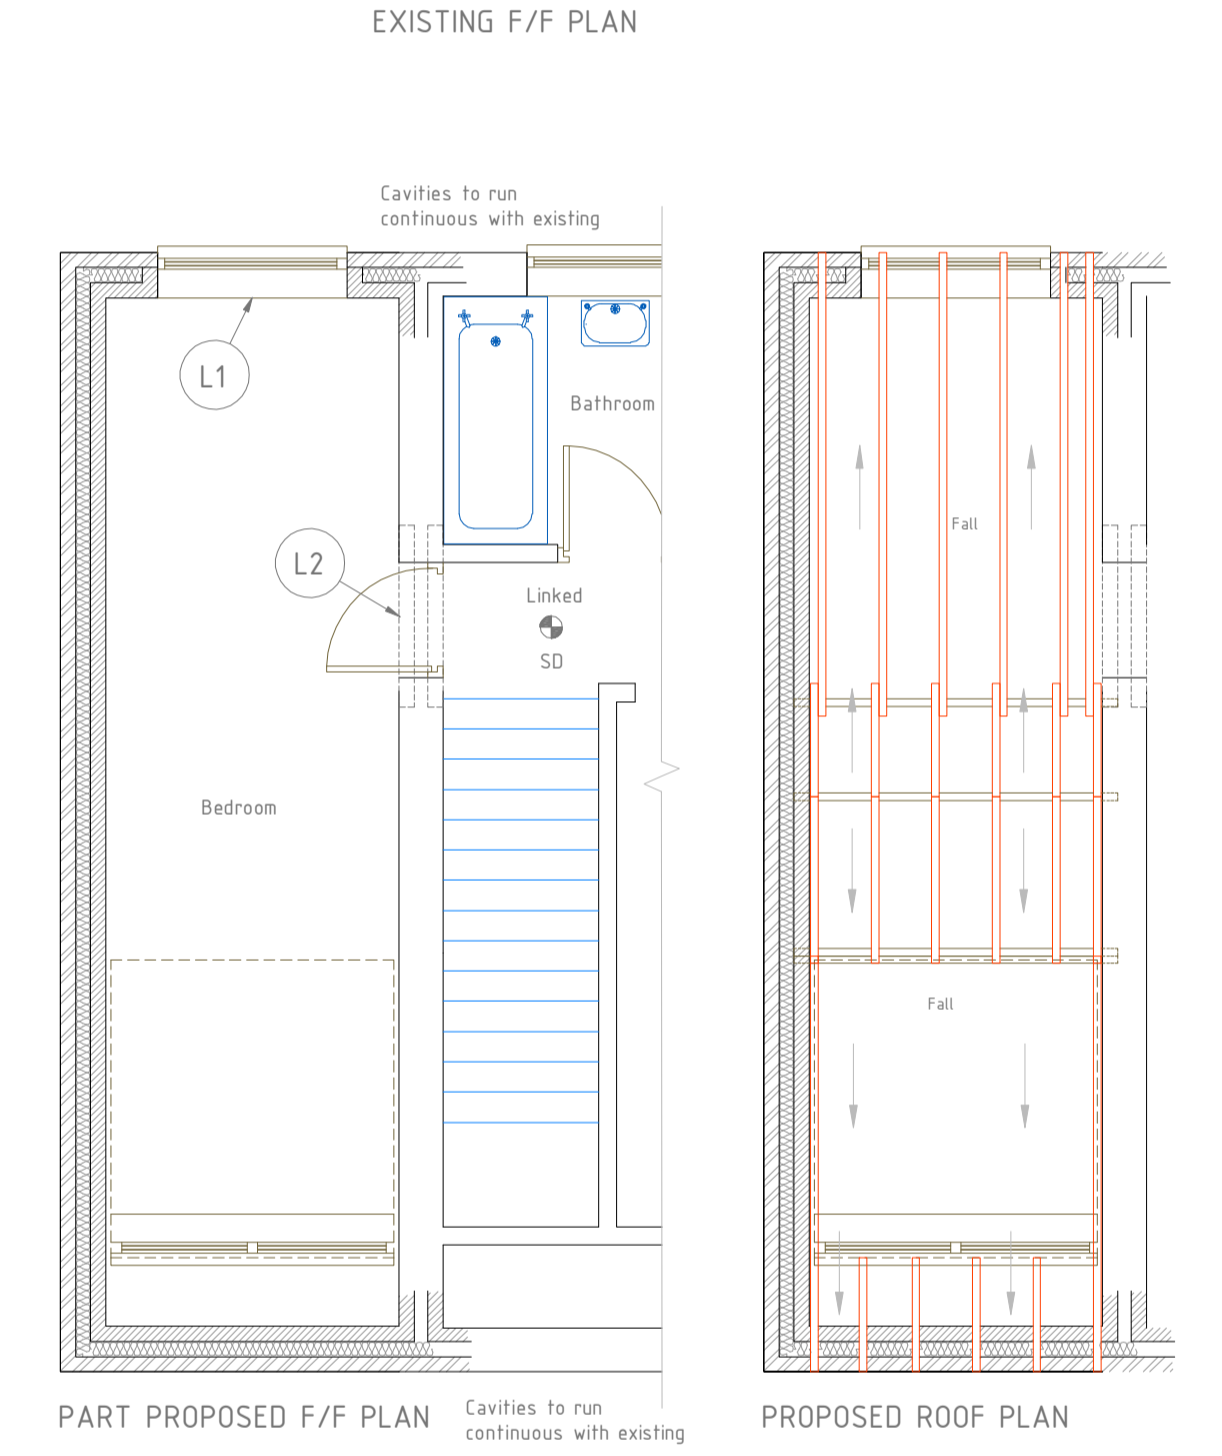 EXISTING F/F PLAN
Cavities to run
continuous with existing
L1
Bathroom
L2
Linked
SD
Bedroom
Fall
Fall
PART PROPOSED F/F PLAN
Cavities to run
continuous with existing
PROPOSED ROOF PLAN